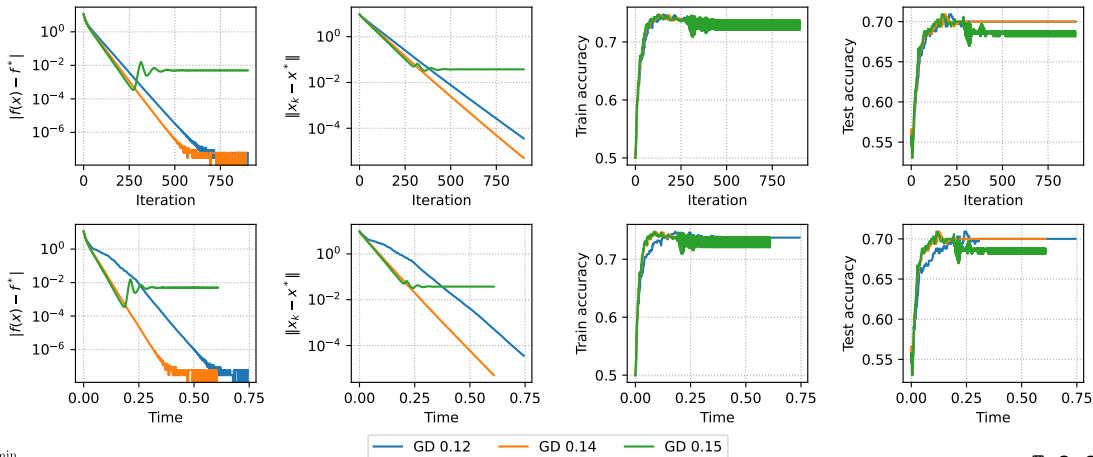 10^0
10^-2
10^-4
10^-6
|f(x) − f*|
0 250 500 750
Iteration
10^0
10^-2
10^-4
‖x_k − x*‖
0 250 500 750
Iteration
0.7
0.6
0.5
Train accuracy
0 250 500 750
Iteration
0.70
0.65
0.60
0.55
Test accuracy
0 250 500 750
Iteration
10^0
10^-2
10^-4
10^-6
|f(x) − f*|
0.00 0.25 0.50 0.75
Time
10^0
10^-2
10^-4
‖x_k − x*‖
0.00 0.25 0.50 0.75
Time
0.7
0.6
0.5
Train accuracy
0.00 0.25 0.50 0.75
Time
0.70
0.65
0.60
0.55
Test accuracy
0.00 0.25 0.50 0.75
Time
GD 0.12 GD 0.14 GD 0.15
min